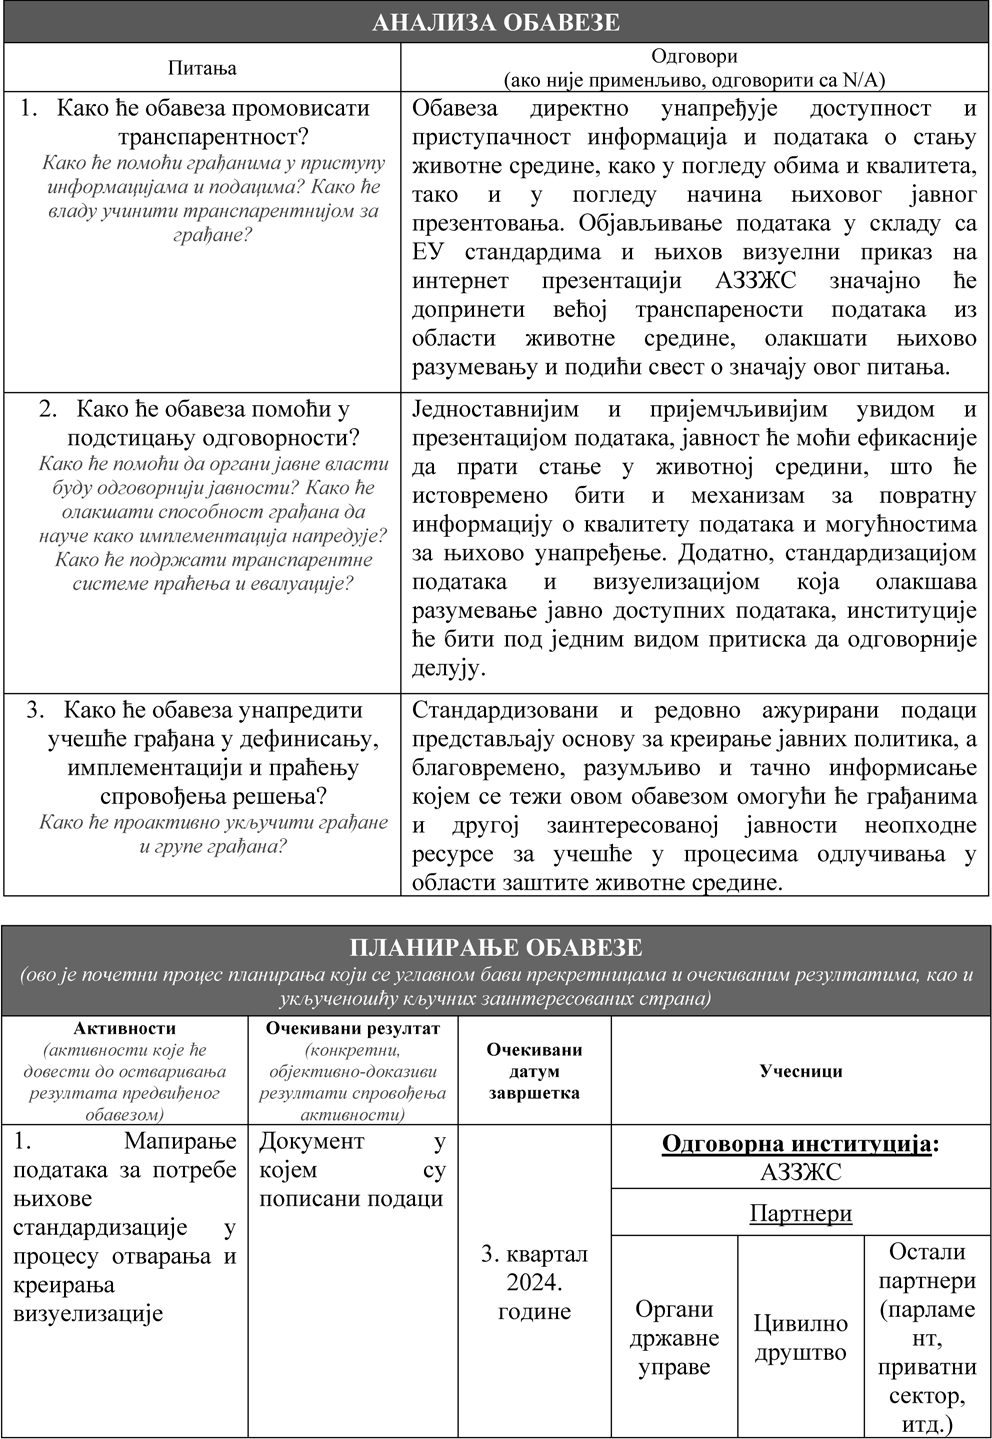 АНАЛИЗА ОБАВЕЗЕ
Питања
Одговори
(ако није применљиво, одговорити са N/A)
1. Како ће обавеза промовисати
транспарентност?
Како ће помоћи грађанима у приступу
информацијама и подацима? Како ће
владу учинити транспарентнијом за
грађане?
Обавеза директно унапређује доступност и
приступачност информација и података о стању
животне средине, како у погледу обима и квалитета,
тако и у погледу начина њиховог јавног
презентовања. Објављивање података у складу са
ЕУ стандардима и њихов визуелни приказ на
интернет презентацији АЗЗЖС значајно ће
допринети већој транспарености података из
области животне средине, олакшати њихово
разумевању и подићи свест о значају овог питања.
2. Како ће обавеза помоћи у
подстицању одговорности?
Како ће помоћи да органи јавне власти
буду одговорнији јавности? Како ће
олакшати способност грађана да
науче како имплементација напредује?
Како ће подржати транспарентне
системе праћења и евалуације?
Једноставнијим и пријемчљивијим увидом и
презентацијом података, јавност ће моћи ефикасније
да прати стање у животној средини, што ће
истовремено бити и механизам за повратну
информацију о квалитету података и могућностима
за њихово унапређење. Додатно, стандардизацијом
података и визуелизацијом која олакшава
разумевање јавно доступних података, институције
ће бити под једним видом притиска да одговорније
делују.
3. Како ће обавеза унапредити
учешће грађана у дефинисању,
имплементацији и праћењу
спровођења решења?
Како ће проактивно укључити грађане
и групе грађана?
Стандардизовани и редовно ажурирани подаци
представљају основу за креирање јавних политика, а
благовремено, разумљиво и тачно информисање
којем се тежи овом обавезом омогући ће грађанима
и другој заинтересованој јавности неопходне
ресурсе за учешће у процесима одлучивања у
области заштите животне средине.
ПЛАНИРАЊЕ ОБАВЕЗЕ
(ово је почетни процес планирања који се углавном бави прекретницама и очекиваним резултатима, као и
укљученошћу кључних заинтересованих страна)
Активности
(активности које ће
довести до остваривања
резултата предвиђеног
обавезом)
Очекивани резултат
(конкретни,
објективно-доказиви
резултати спровођења
активности)
Очекивани
датум
завршетка
Учесници
1. Мапирање
података за потребе
њихове
стандардизације у
процесу отварања и
креирања
визуелизације
Документ у
којем су
пописани подаци
3. квартал
2024.
године
Одговорна институција:
АЗЗЖС
Партнери
Органи
државне
управе
Цивилно
друштво
Остали
партнери
(парламе
нт,
приватни
сектор,
итд.)